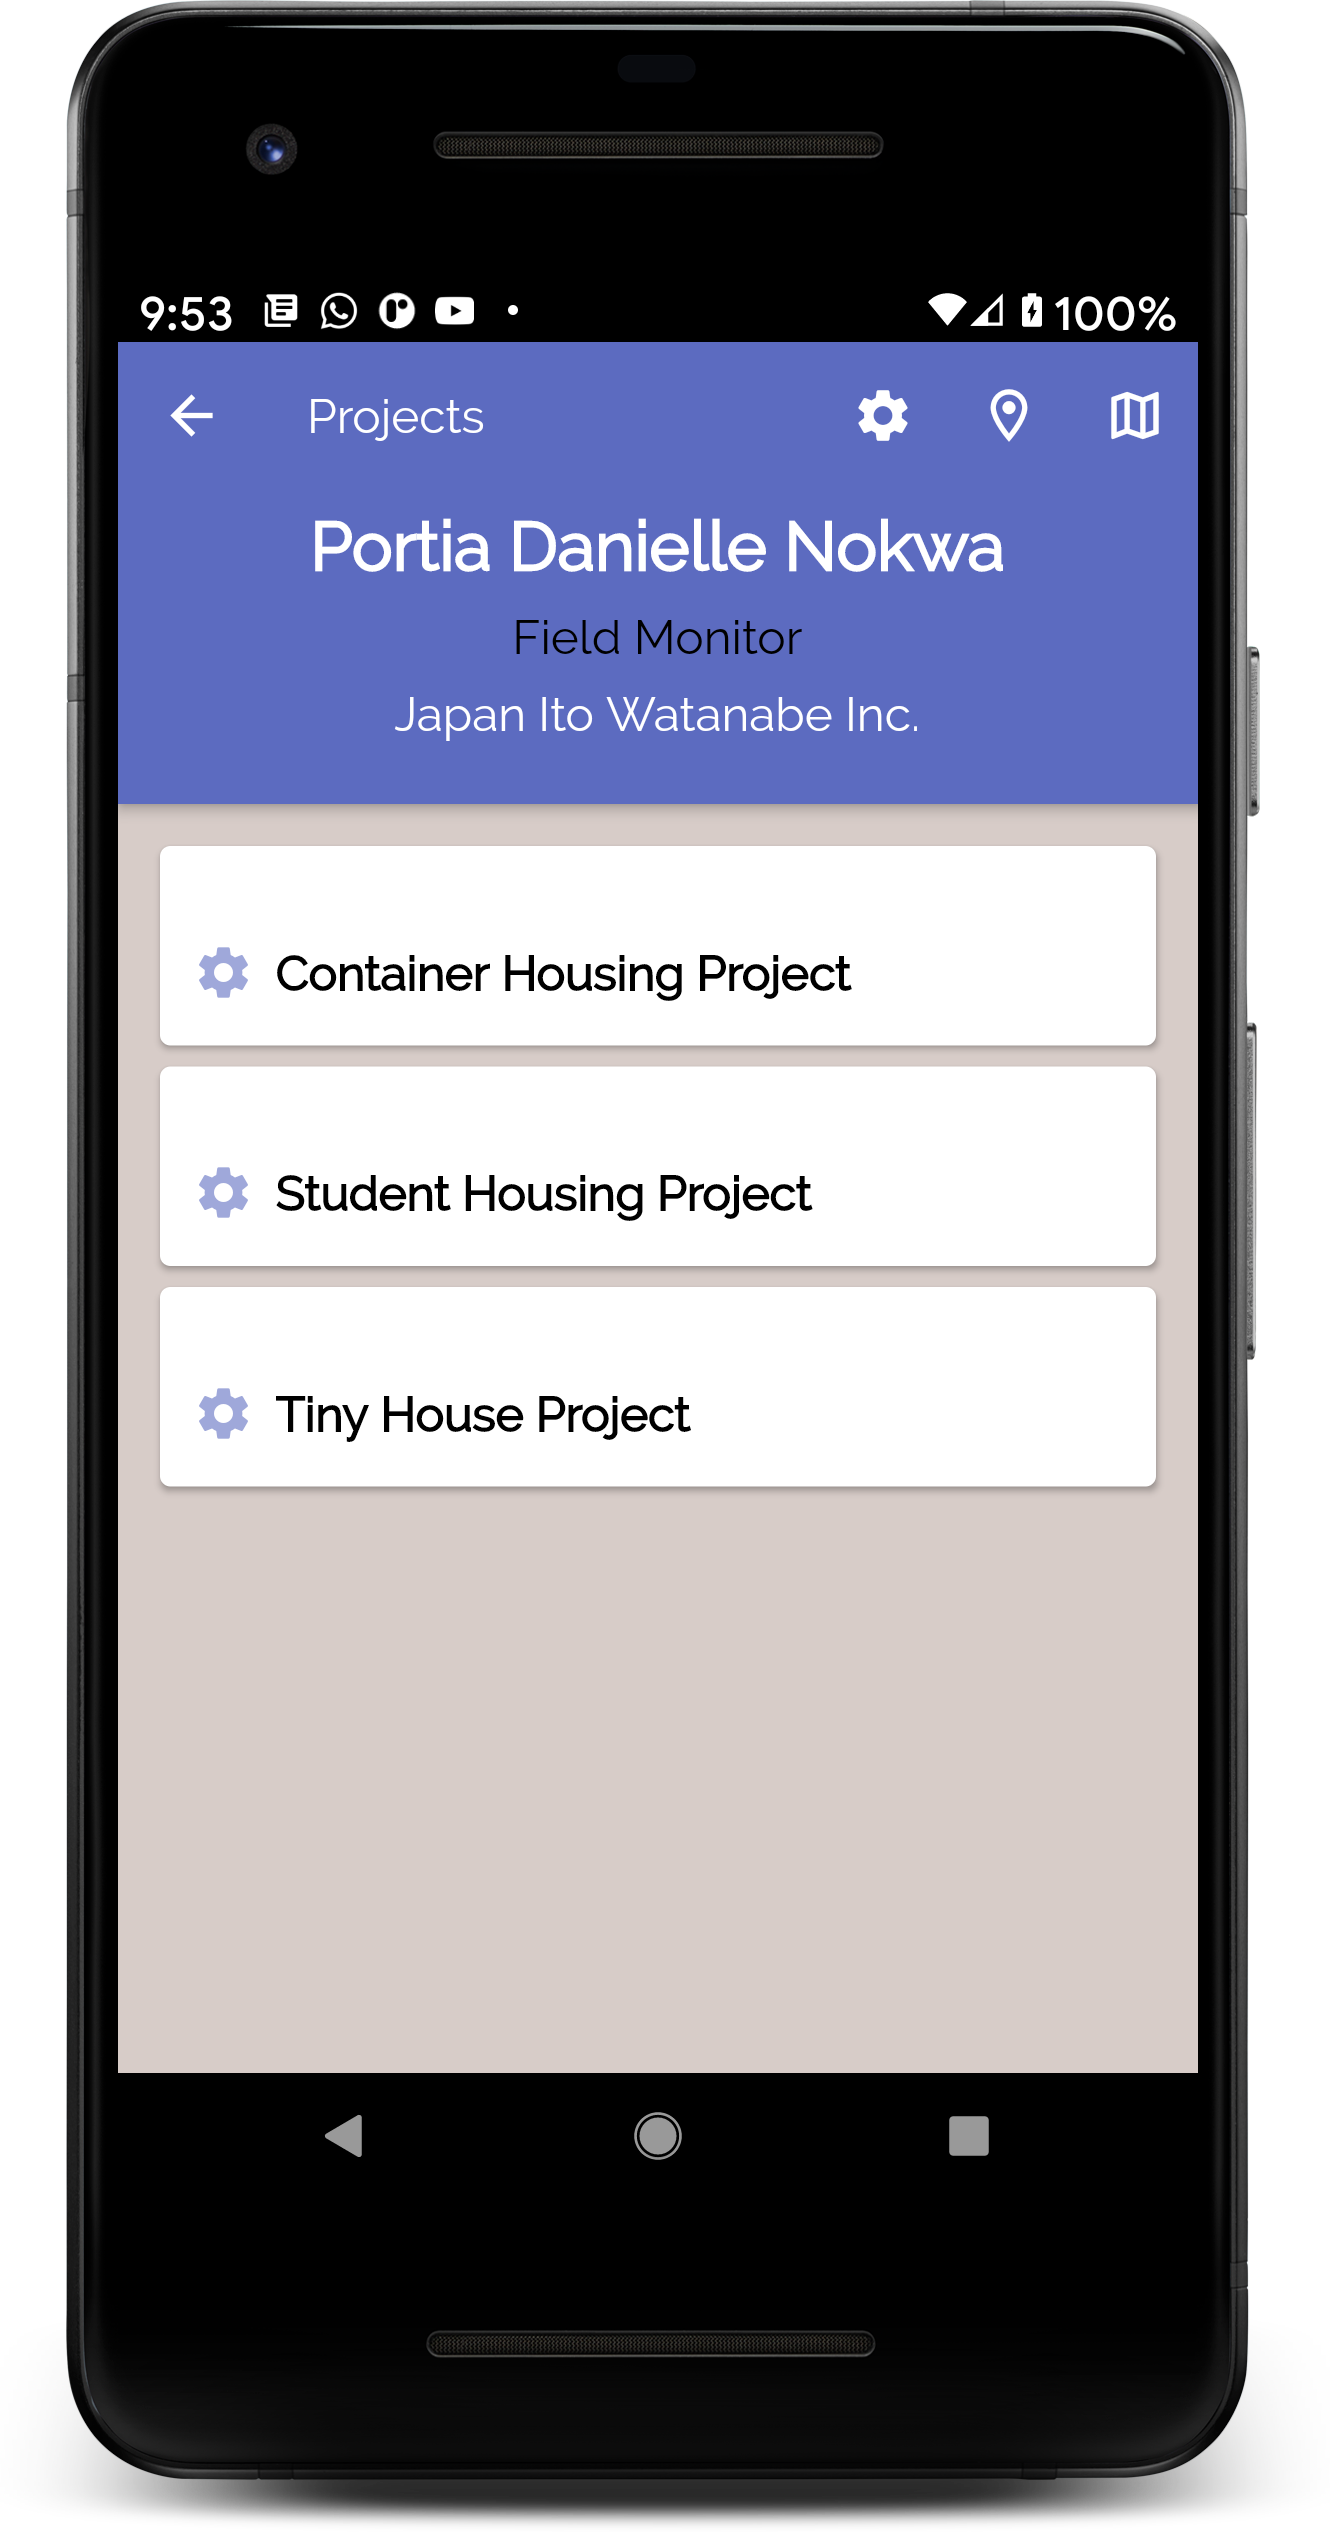 9:53 100%
Projects
Portia Danielle Nokwa
Field Monitor
Japan Ito Watanabe Inc.
Container Housing Project
Student Housing Project
Tiny House Project